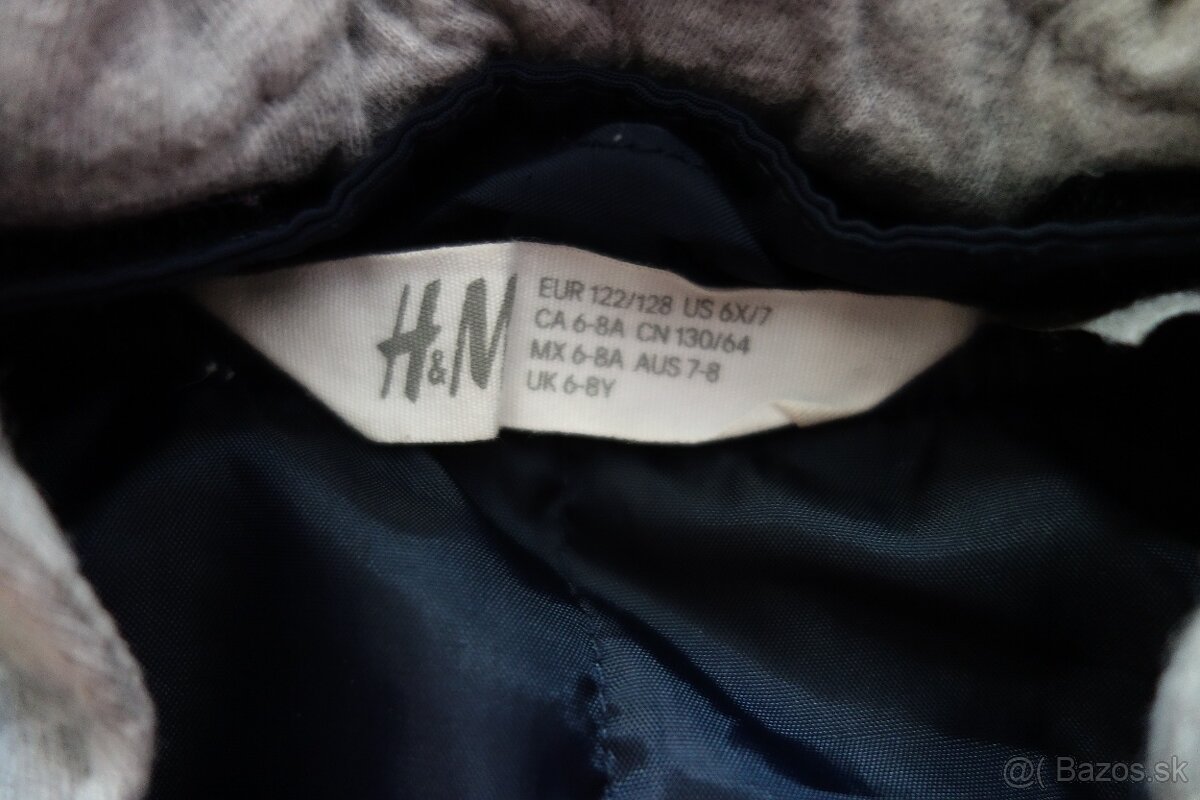 H&M
EUR 122/128 US 6X/7
CA 6-8A CN 130/64
MX 6-8A AUS 7-8
UK 6-8Y
@( Bazos.sk